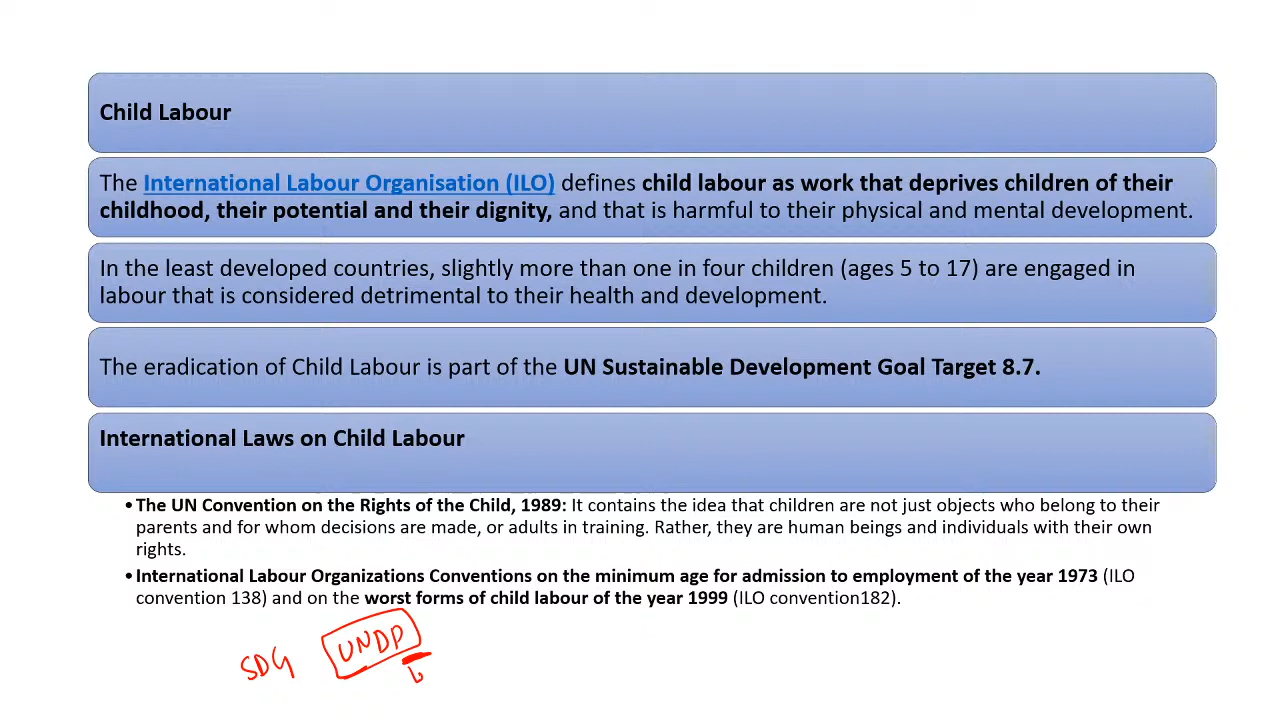 Child Labour
The International Labour Organisation (ILO) defines child labour as work that deprives children of their
childhood, their potential and their dignity, and that is harmful to their physical and mental development.
In the least developed countries, slightly more than one in four children (ages 5 to 17) are engaged in
labour that is considered detrimental to their health and development.
The eradication of Child Labour is part of the UN Sustainable Development Goal Target 8.7.
International Laws on Child Labour
•The UN Convention on the Rights of the Child, 1989: It contains the idea that children are not just objects who belong to their
parents and for whom decisions are made, or adults in training. Rather, they are human beings and individuals with their own
rights.
•International Labour Organizations Conventions on the minimum age for admission to employment of the year 1973 (ILO
convention 138) and on the worst forms of child labour of the year 1999 (ILO convention182).
SDG UNDP